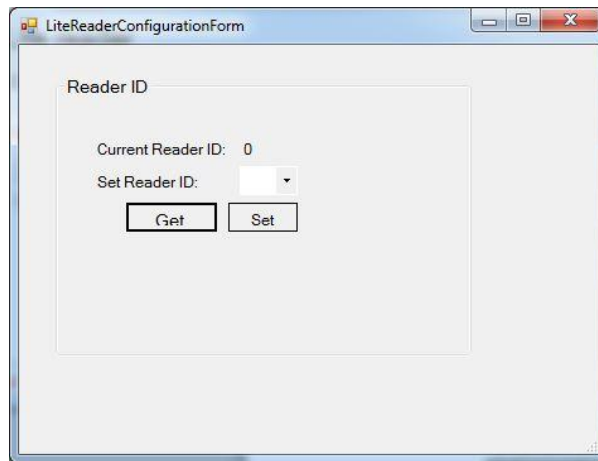 LiteReaderConfigurationForm
Reader ID
Current Reader ID: 0
Set Reader ID:
Get Set